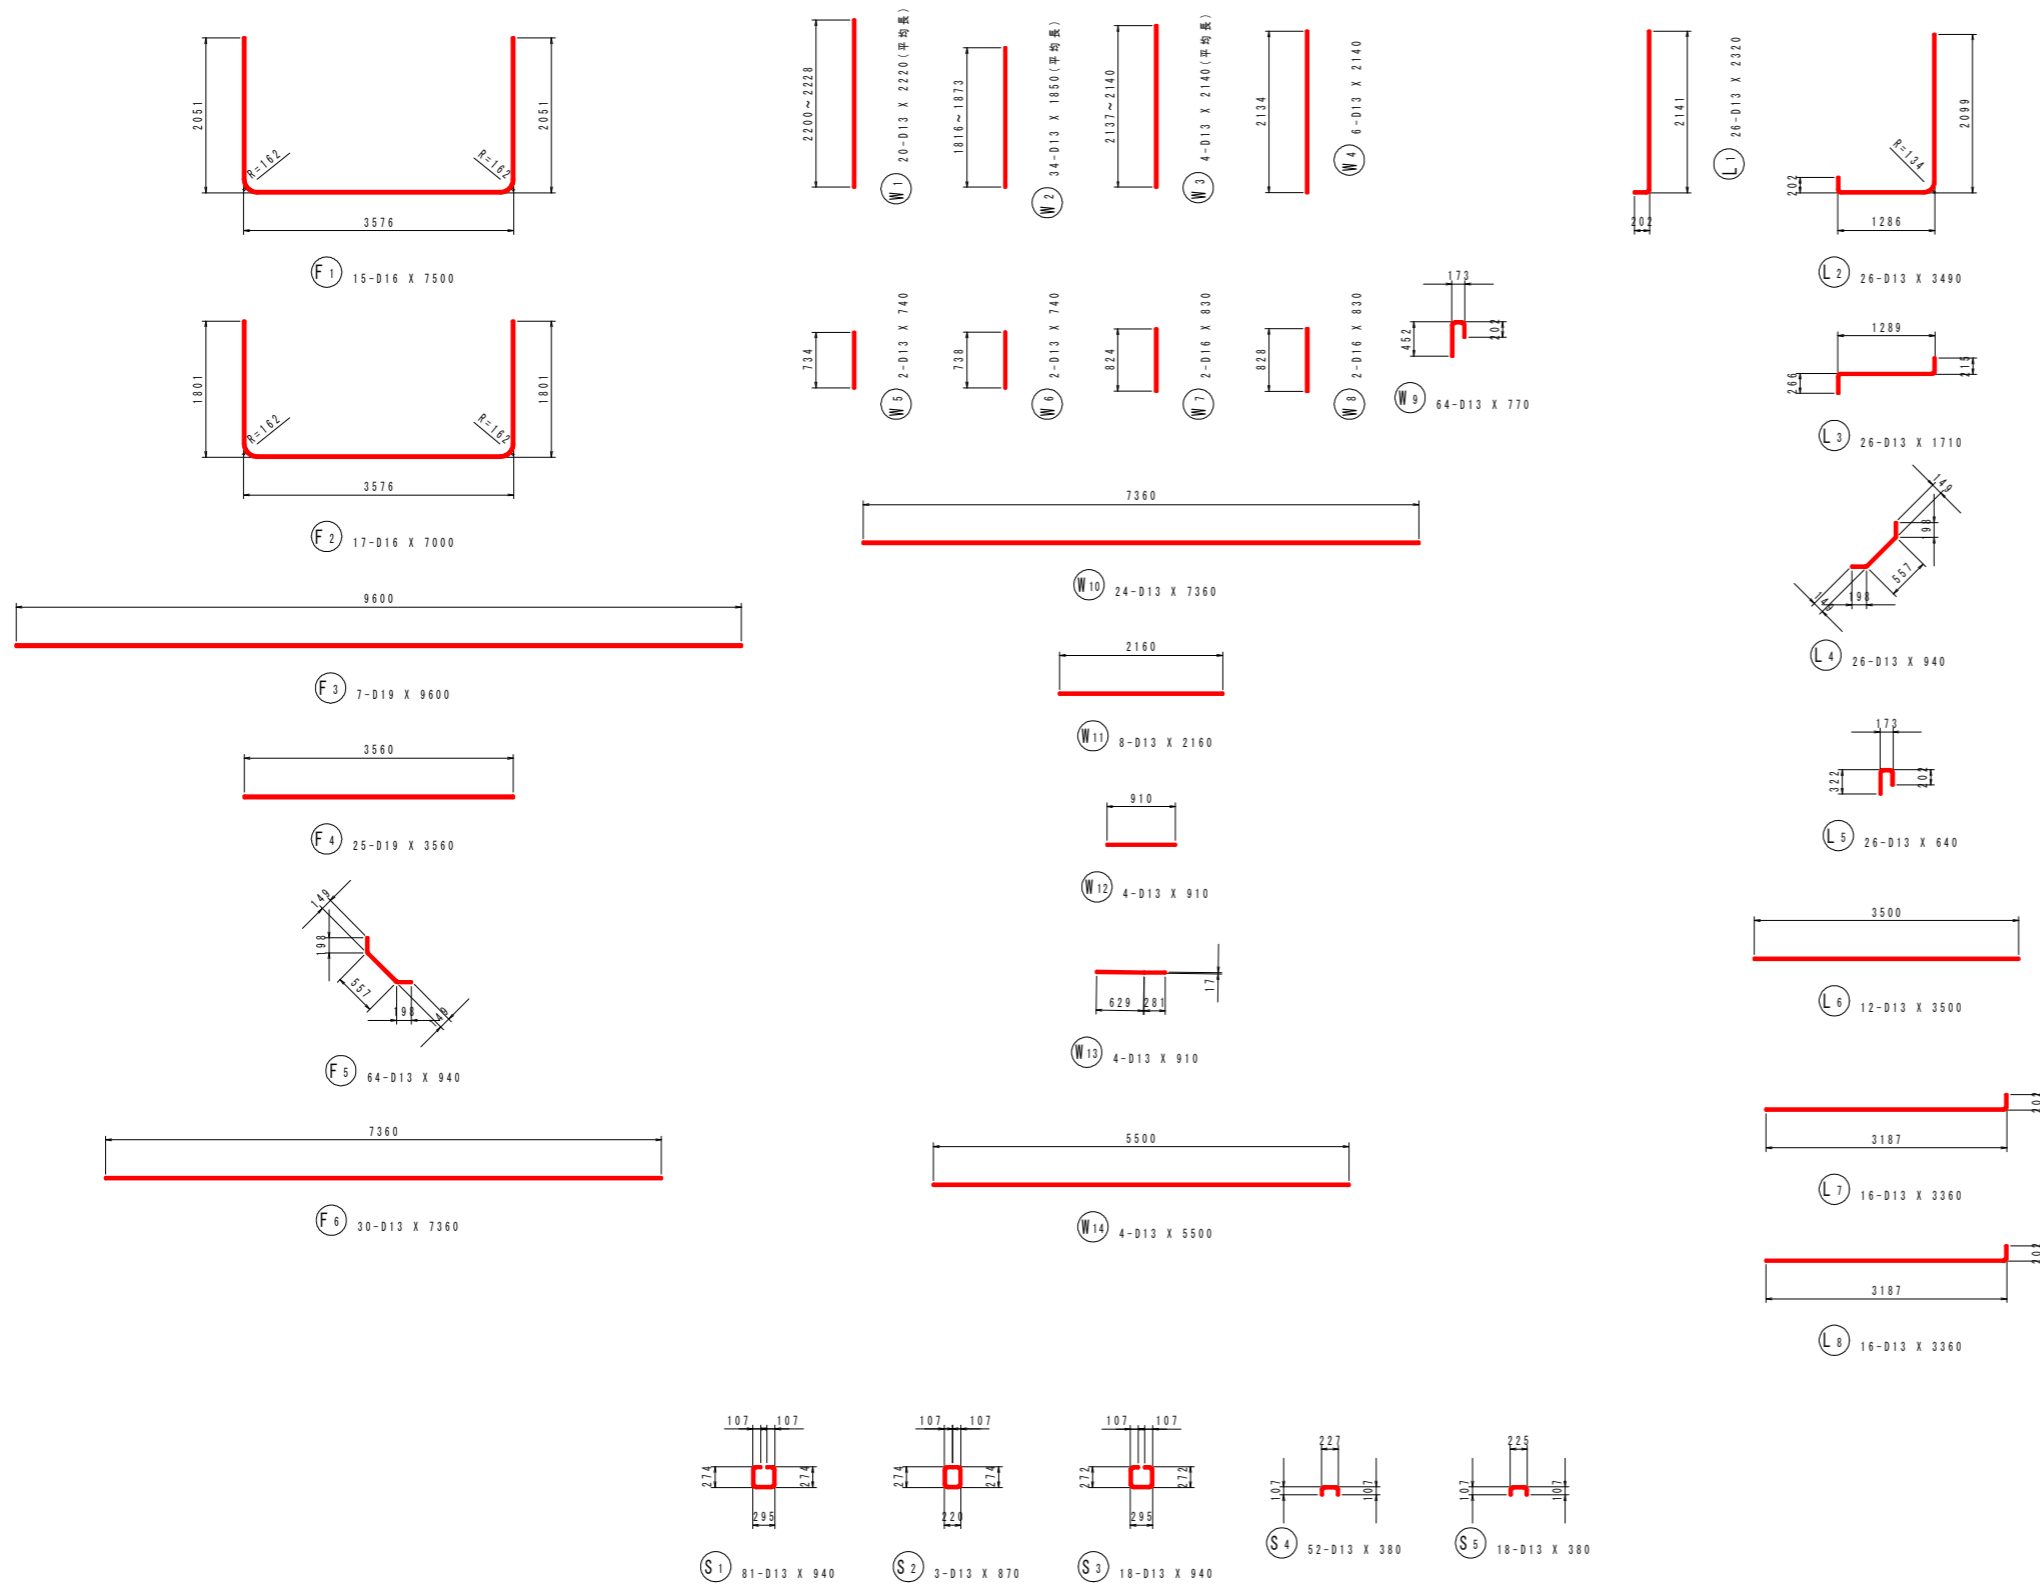 2051
2051
R=162
R=162
3576
F1 15-D16 X 7500
1801
1801
R=162
R=162
3576
F2 17-D16 X 7000
9600
F3 7-D19 X 9600
3560
F4 25-D19 X 3560
149
198
557
198
149
F5 64-D13 X 940
7360
F6 30-D13 X 7360
2200~2228
W1 20-D13 X 2220(平均長)
1816~1873
W2 34-D13 X 1850(平均長)
2137~2140
W3 4-D13 X 2140(平均長)
2134
W4 6-D13 X 2140
734
W5 2-D13 X 740
738
W6 2-D13 X 740
824
W7 2-D16 X 830
828
W8 2-D16 X 830
173
452
202
W9 64-D13 X 770
7360
W10 24-D13 X 7360
2160
W11 8-D13 X 2160
910
W12 4-D13 X 910
629
281
17
W13 4-D13 X 910
5500
W14 4-D13 X 5500
2141
202
L1 26-D13 X 2320
202
R=134
2099
1286
L2 26-D13 X 3490
1289
266
215
L3 26-D13 X 1710
149
198
557
198
149
L4 26-D13 X 940
173
322
202
L5 26-D13 X 640
3500
L6 12-D13 X 3500
202
3187
L7 16-D13 X 3360
202
3187
L8 16-D13 X 3360
107
107
274
274
295
S1 81-D13 X 940
107
107
274
274
220
S2 3-D13 X 870
107
107
272
272
295
S3 18-D13 X 940
227
107
107
S4 52-D13 X 380
225
107
107
S5 18-D13 X 380